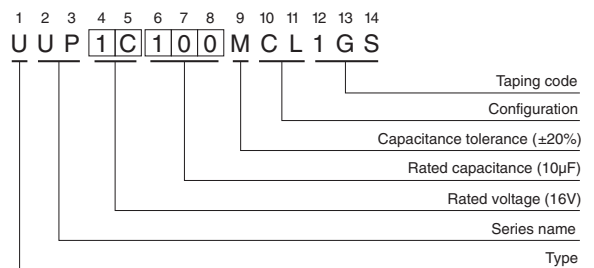 1 2 3 4 5 6 7 8 9 10 11 12 13 14
U U P 1 C 1 0 0 M C L 1 G S
Taping code
Configuration
Capacitance tolerance (±20%)
Rated capacitance (10µF)
Rated voltage (16V)
Series name
Type